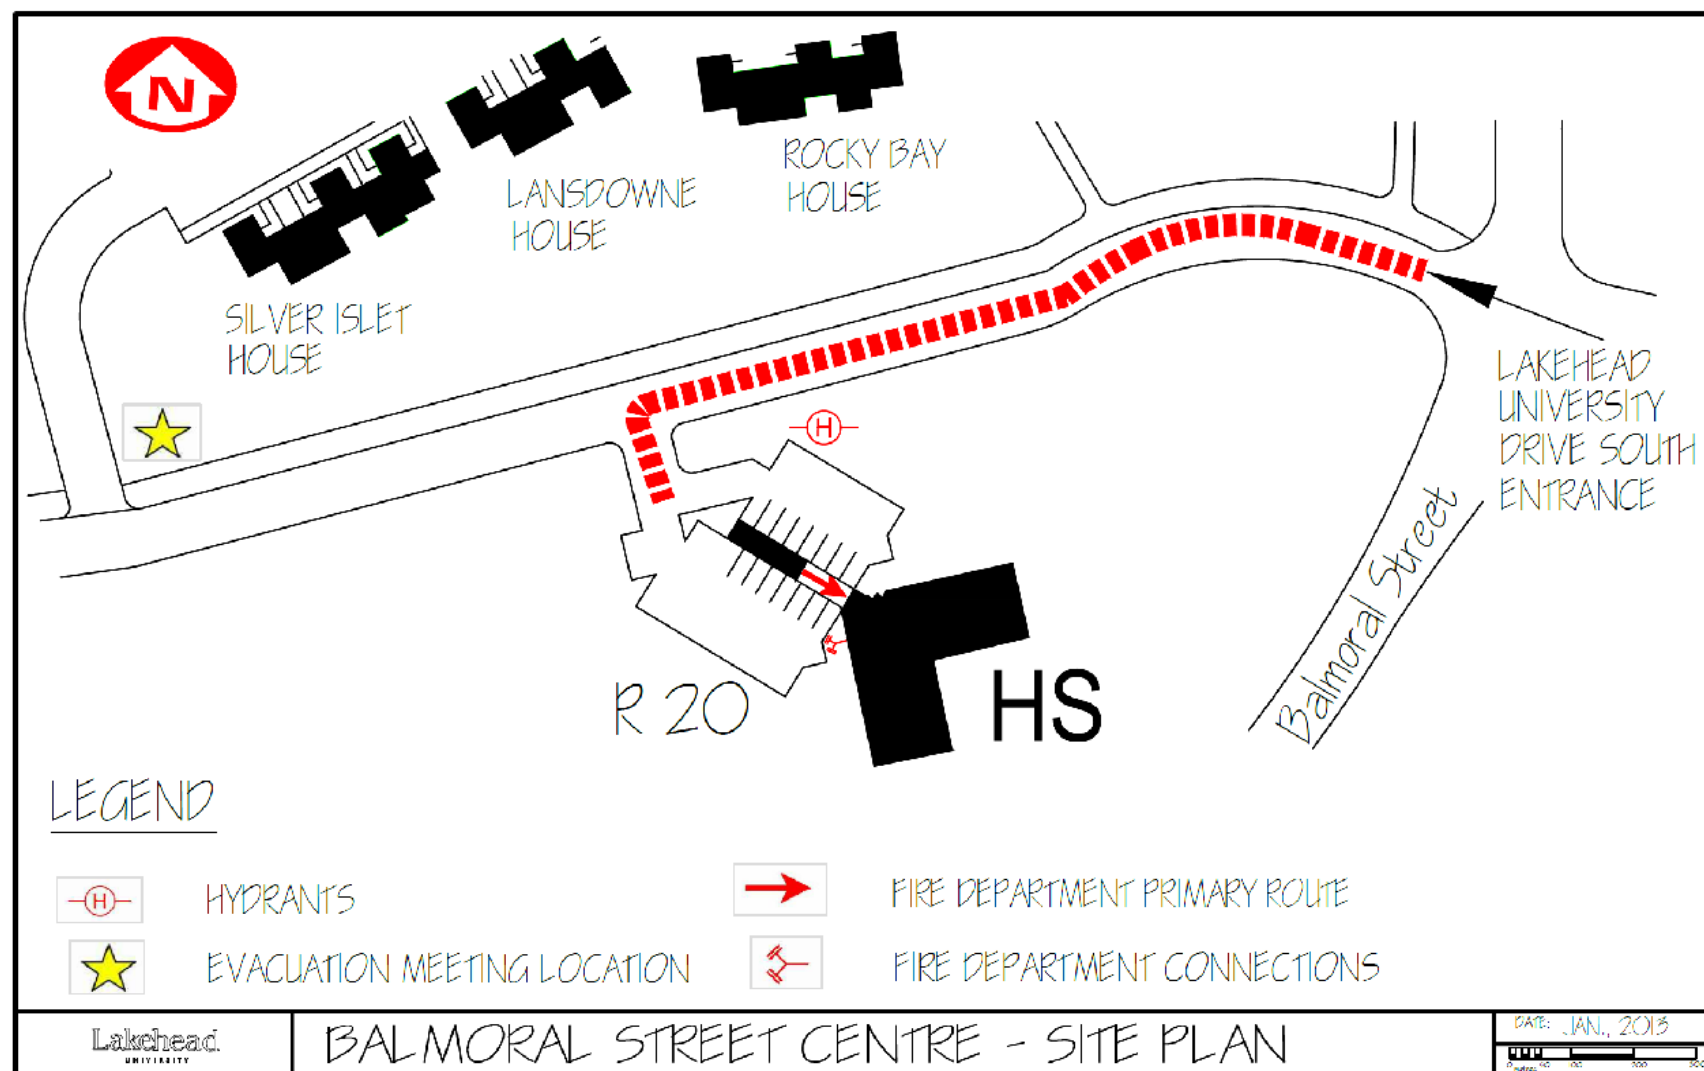 N
ROCKY BAY
HOUSE
LANSDOWNE
HOUSE
SILVER ISLET
HOUSE
LAKEHEAD
UNIVERSITY
DRIVE SOUTH
ENTRANCE
H
Balmoral Street
R 20
HS
LEGEND
H HYDRANTS
FIRE DEPARTMENT PRIMARY ROUTE
EVACUATION MEETING LOCATION
FIRE DEPARTMENT CONNECTIONS
Lakehead
UNIVERSITY
BALMORAL STREET CENTRE - SITE PLAN
DATE: JAN., 2013